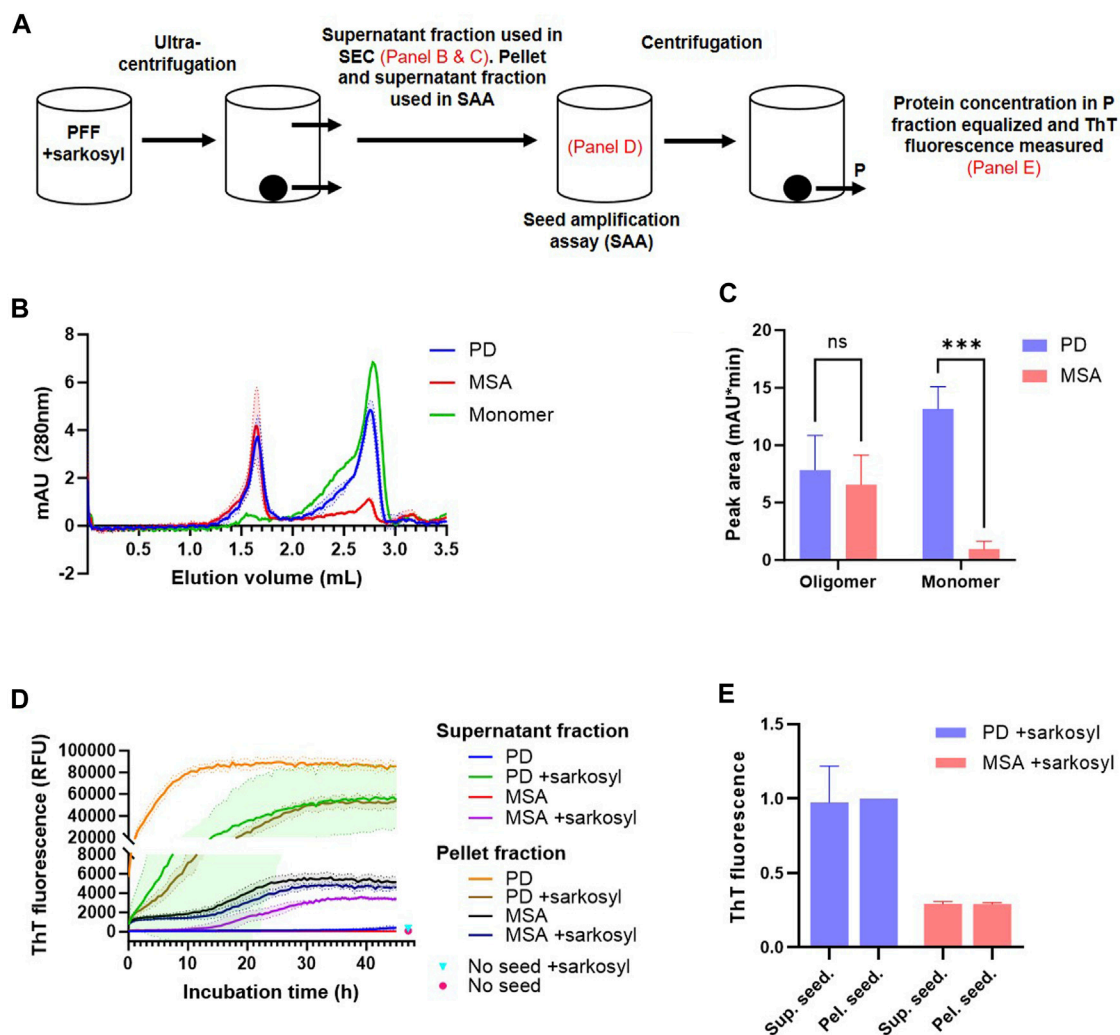 A
Ultra-
centrifugation
Supernatant fraction used in
SEC (Panel B & C). Pellet
and supernatant fraction
used in SAA
Centrifugation
PFF
+sarkosyl
(Panel D)
P
Protein concentration in P
fraction equalized and ThT
fluorescence measured
(Panel E)
Seed amplification
assay (SAA)
B
mAU (280nm)
8
6
4
2
0
-2
0.5
1.0
1.5
2.0
2.5
3.0
3.5
Elution volume (mL)
PD
MSA
Monomer
C
Peak area (mAU*min)
20
15
10
5
0
ns
***
Oligomer
Monomer
PD
MSA
D
ThT fluorescence (RFU)
100000
80000
60000
40000
20000
8000
6000
4000
2000
0
0
10
20
30
40
Incubation time (h)
Supernatant fraction
PD
PD +sarkosyl
MSA
MSA +sarkosyl
Pellet fraction
PD
PD +sarkosyl
MSA
MSA +sarkosyl
No seed +sarkosyl
No seed
E
ThT fluorescence
1.5
1.0
0.5
0.0
Sup. seed.
Pel. seed.
Sup. seed.
Pel. seed.
PD +sarkosyl
MSA +sarkosyl